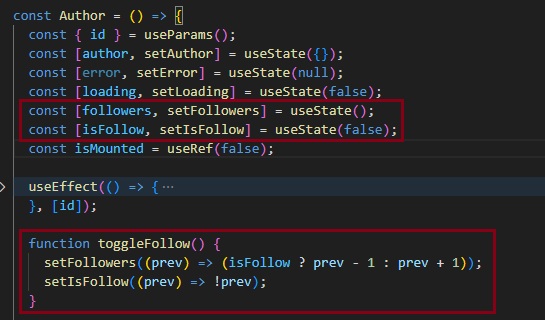 const Author = () => {
const { id } = useParams();
const [author, setAuthor] = useState({});
const [error, setError] = useState(null);
const [loading, setLoading] = useState(false);
const [followers, setFollowers] = useState();
const [isFollow, setIsFollow] = useState(false);
const isMounted = useRef(false);
useEffect(() => { ⋯
}, [id]);
function toggleFollow() {
setFollowers((prev) => (isFollow ? prev - 1 : prev + 1));
setIsFollow((prev) => !prev);
}